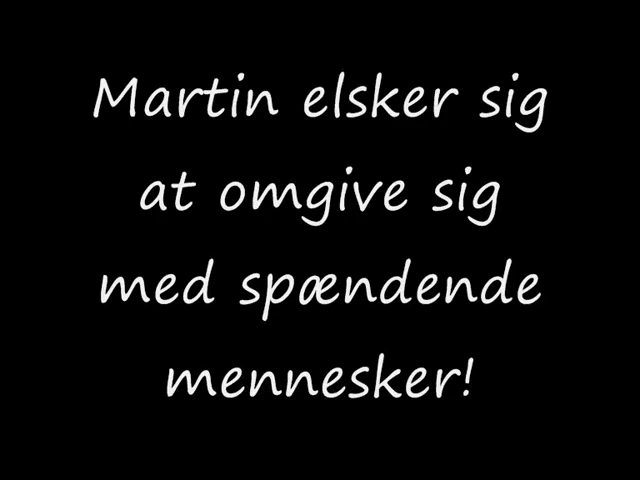 Martin elsker sig
at omgive sig
med spændende
mennesker!